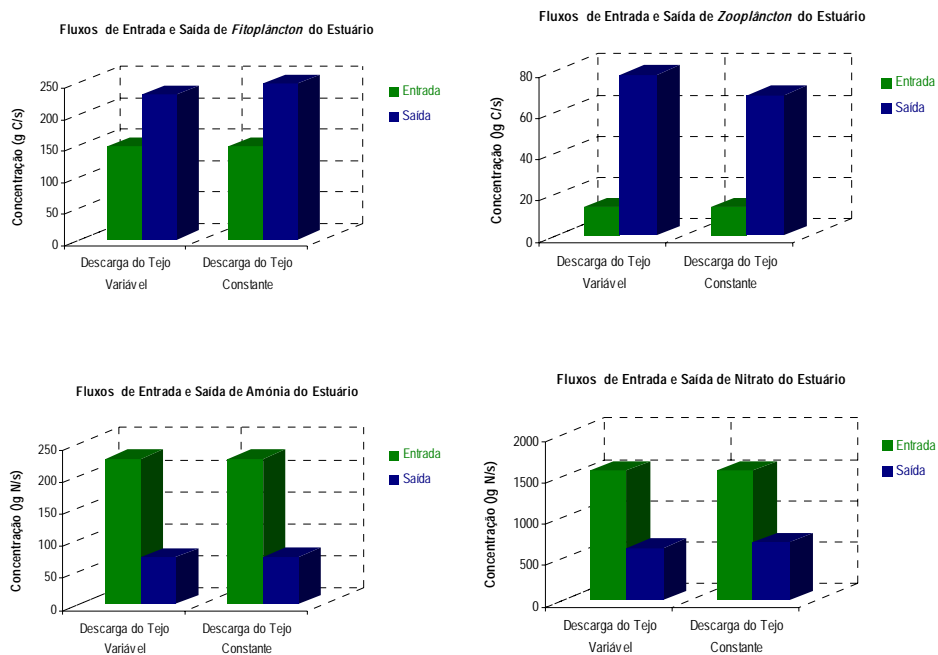 Fluxos de Entrada e Saída de Fitoplâncton do Estuário
Concentração (g C/s)
250
200
150
100
50
0
Entrada
Saída
Descarga do Tejo
Variável
Descarga do Tejo
Constante
Fluxos de Entrada e Saída de Zooplâncton do Estuário
Concentração ()g C/s)
80
60
40
20
0
Entrada
Saída
Descarga do Tejo
Variável
Descarga do Tejo
Constante
Fluxos de Entrada e Saída de Amónia do Estuário
Concentração ()g N/s)
250
200
150
100
50
0
Entrada
Saída
Descarga do Tejo
Variável
Descarga do Tejo
Constante
Fluxos de Entrada e Saída de Nitrato do Estuário
Concentração ()g N/s)
2000
1500
1000
500
0
Entrada
Saída
Descarga do Tejo
Variável
Descarga do Tejo
Constante